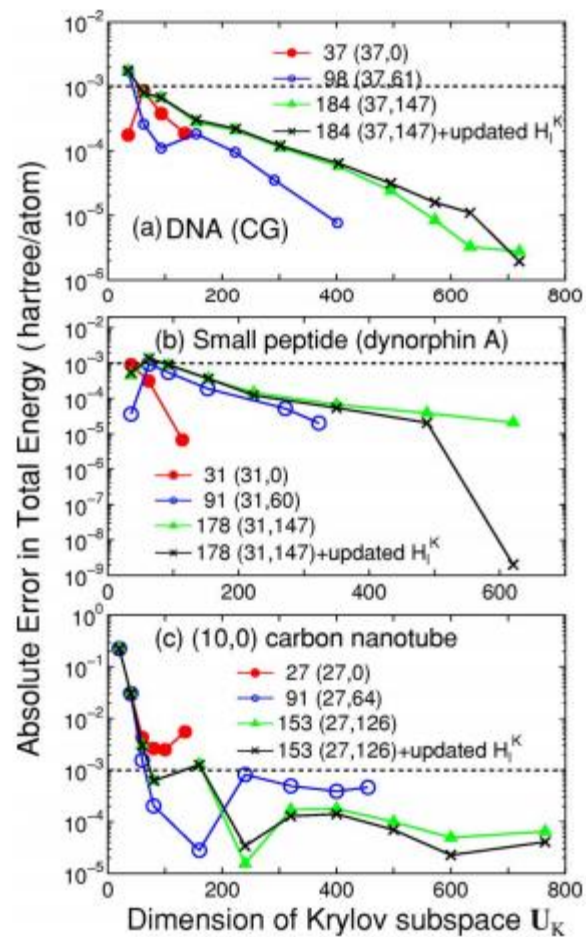 Absolute Error in Total Energy (hartree/atom)
10^-2
10^-3
10^-4
10^-5
10^-6
37 (37,0)
98 (37,61)
184 (37,147)
184 (37,147)+updated H_I^K
(a) DNA (CG)
0 200 400 600 800
10^-2
10^-3
10^-4
10^-5
10^-6
10^-7
10^-8
10^-9
(b) Small peptide (dynorphin A)
31 (31,0)
91 (31,60)
178 (31,147)
178 (31,147)+updated H_I^K
0 200 400 600
10^0
10^-1
10^-2
10^-3
10^-4
10^-5
(c) (10,0) carbon nanotube
27 (27,0)
91 (27,64)
153 (27,126)
153 (27,126)+updated H_I^K
0 200 400 600 800
Dimension of Krylov subspace U_K